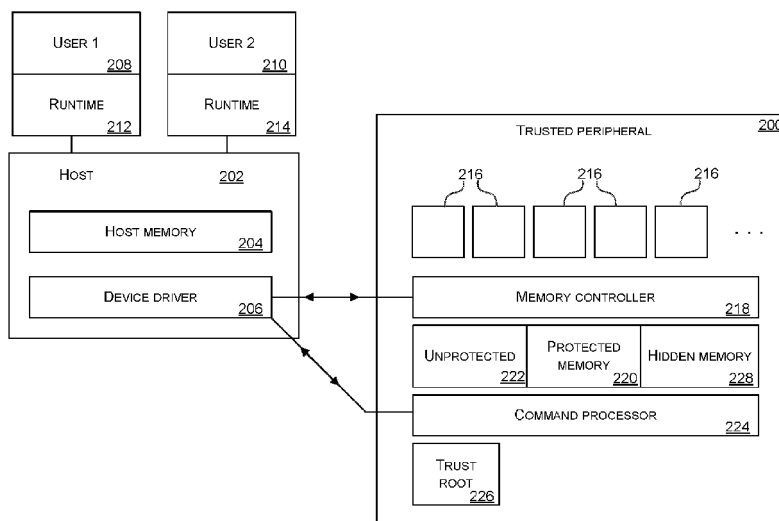 USER 1
208
USER 2
210
RUNTIME
212
RUNTIME
214
HOST
202
HOST MEMORY
204
DEVICE DRIVER
206
TRUSTED PERIPHERAL
200
216
216
216
. . .
MEMORY CONTROLLER
218
UNPROTECTED
222
PROTECTED
MEMORY
220
HIDDEN MEMORY
228
COMMAND PROCESSOR
224
TRUST
ROOT
226